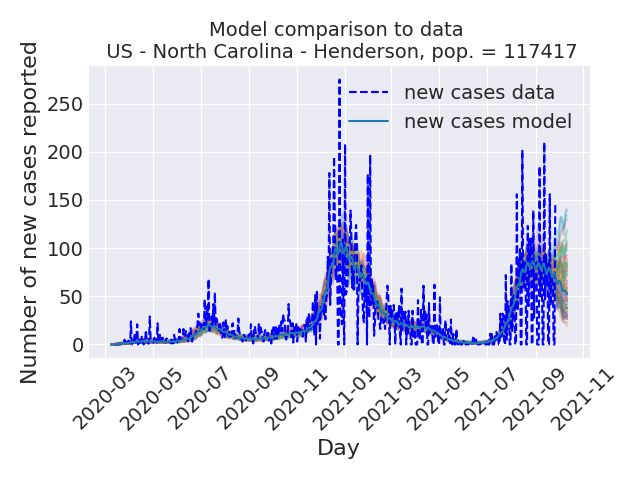 Model comparison to data
US - North Carolina - Henderson, pop. = 117417
Number of new cases reported
250
200
150
100
50
0
new cases data
new cases model
2020-03
2020-05
2020-07
2020-09
2020-11
2021-01
2021-03
2021-05
2021-07
2021-09
2021-11
Day